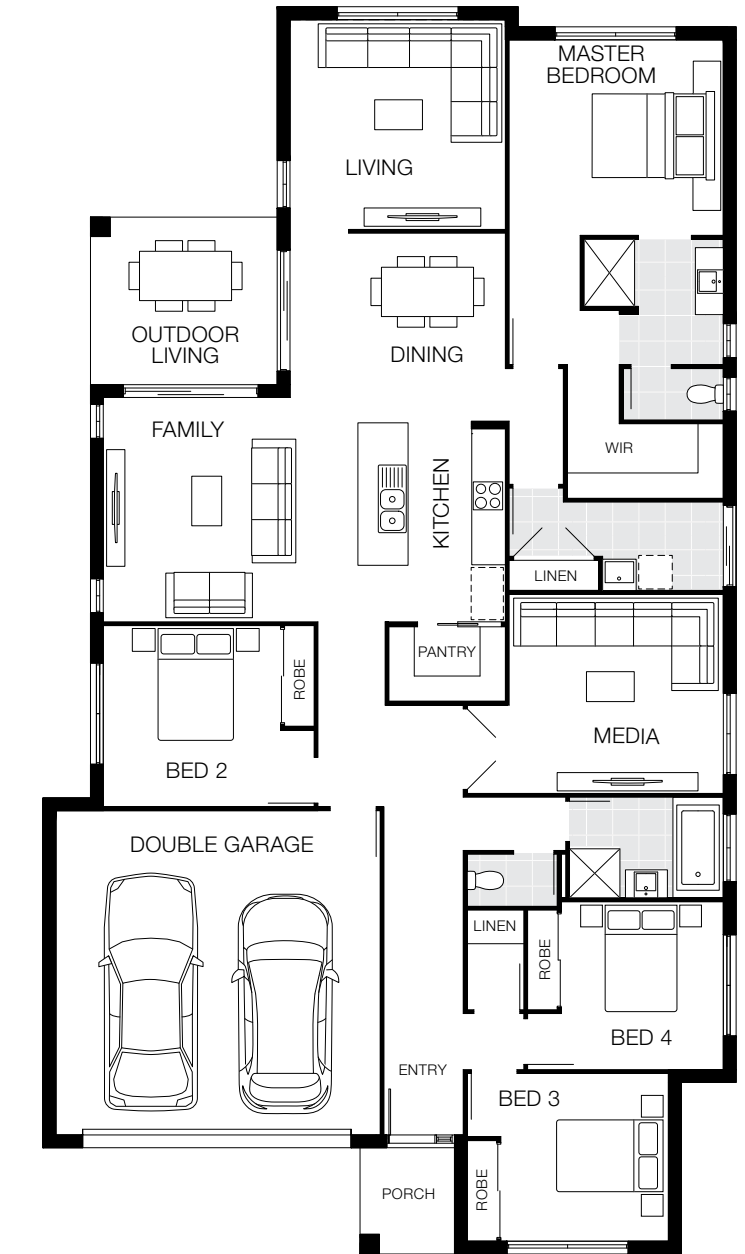 MASTER
BEDROOM
LIVING
OUTDOOR
LIVING
DINING
FAMILY
WIR
KITCHEN
LINEN
PANTRY
ROBE
MEDIA
BED 2
DOUBLE GARAGE
LINEN
ROBE
BED 4
ENTRY
BED 3
ROBE
PORCH